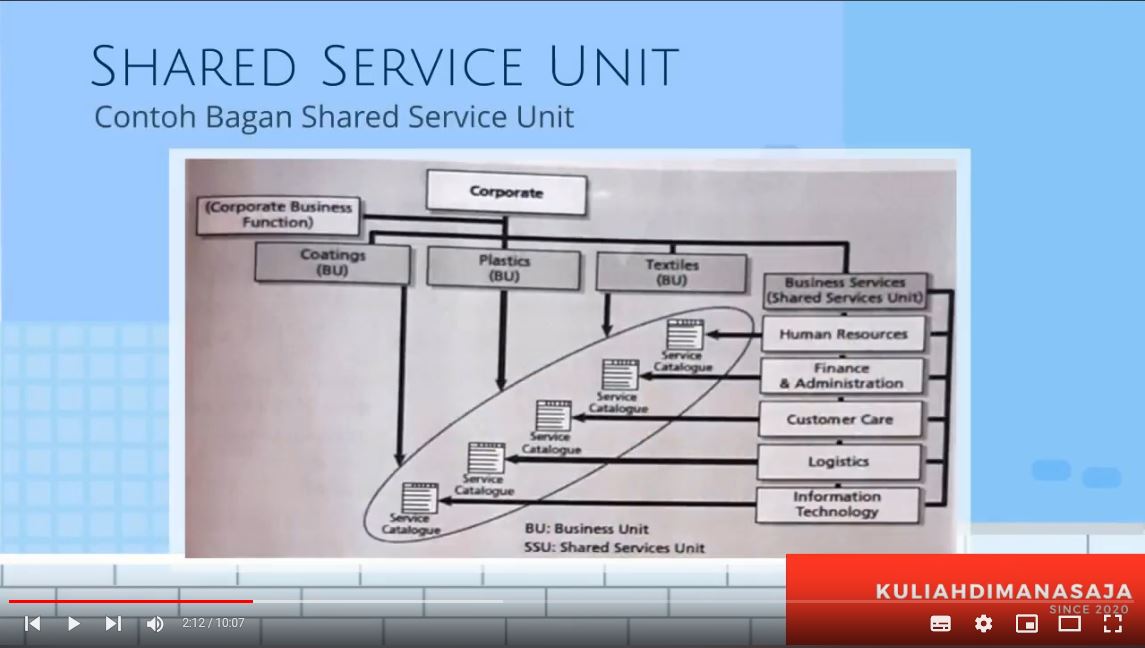 SHARED SERVICE UNIT
Contoh Bagan Shared Service Unit
Corporate
(Corporate Business
Function)
Coatings
(BU)
Plastics
(BU)
Textiles
(BU)
Business Services
(Shared Services Unit)
Human Resources
Service
Catalogue
Finance
& Administration
Service
Catalogue
Customer Care
Service
Catalogue
Logistics
Service
Catalogue
Information
Technology
Service
Catalogue
BU: Business Unit
SSU: Shared Services Unit
KULIAHDIMANASAJA
SINCE 2020
2:12 / 10:07